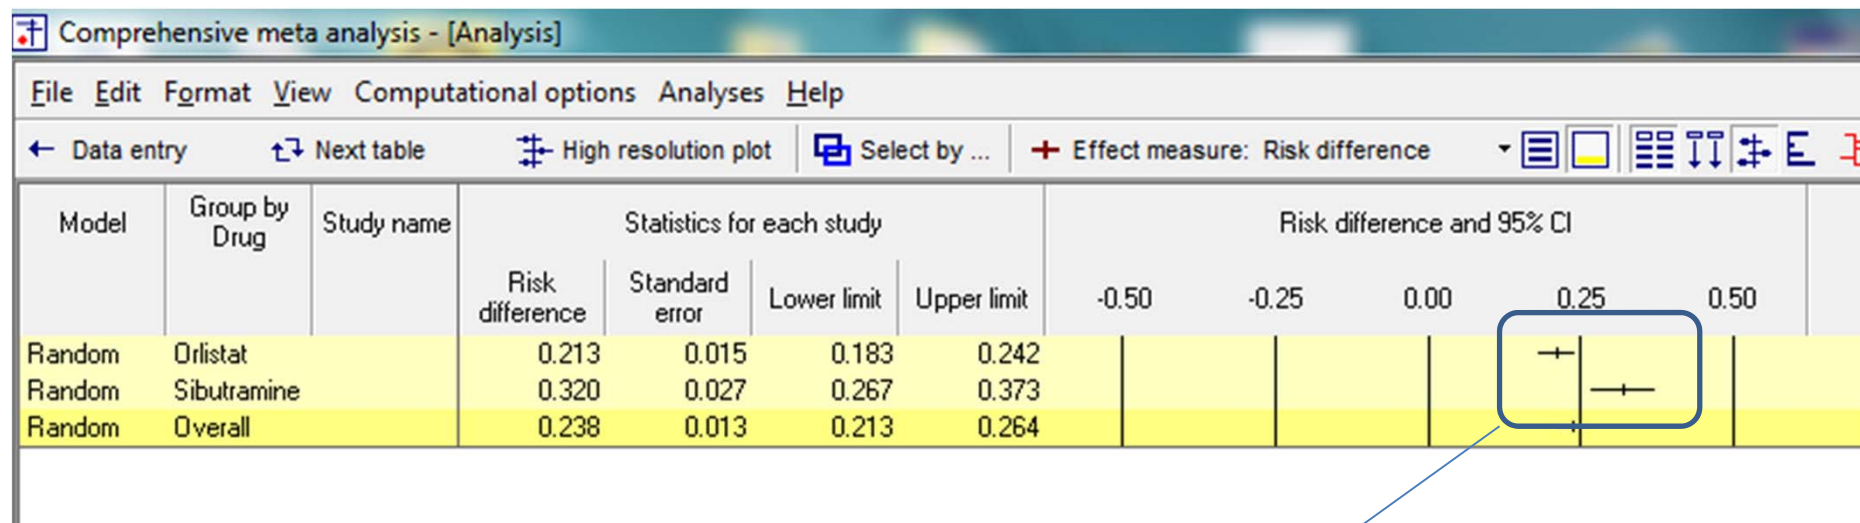 Comprehensive meta analysis - [Analysis]
File Edit Format View Computational options Analyses Help
Data entry Next table High resolution plot Select by ... Effect measure: Risk difference
Model Group by Drug Study name Statistics for each study Risk difference and 95% CI
Risk difference Standard error Lower limit Upper limit -0.50 -0.25 0.00 0.25 0.50
Random Orlistat 0.213 0.015 0.183 0.242
Random Sibutramine 0.320 0.027 0.267 0.373
Random Overall 0.238 0.013 0.213 0.264